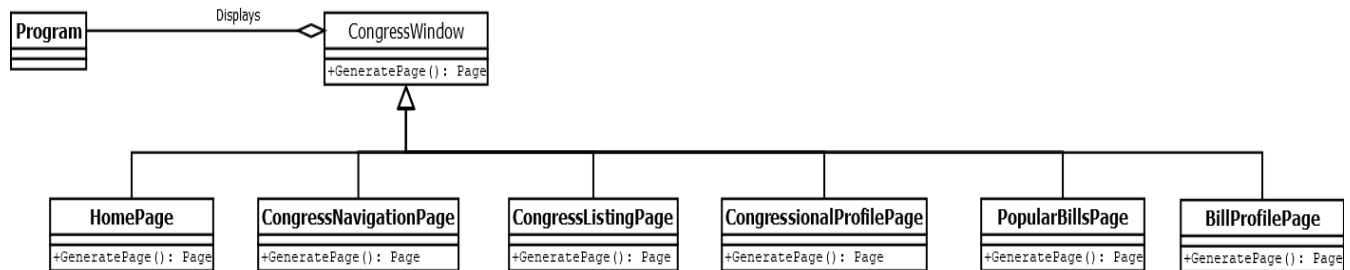 Displays
Program
CongressWindow
+GeneratePage(): Page
HomePage
+GeneratePage(): Page
CongressNavigationPage
+GeneratePage(): Page
CongressListingPage
+GeneratePage(): Page
CongressionalProfilePage
+GeneratePage(): Page
PopularBillsPage
+GeneratePage(): Page
BillProfilePage
+GeneratePage(): Page